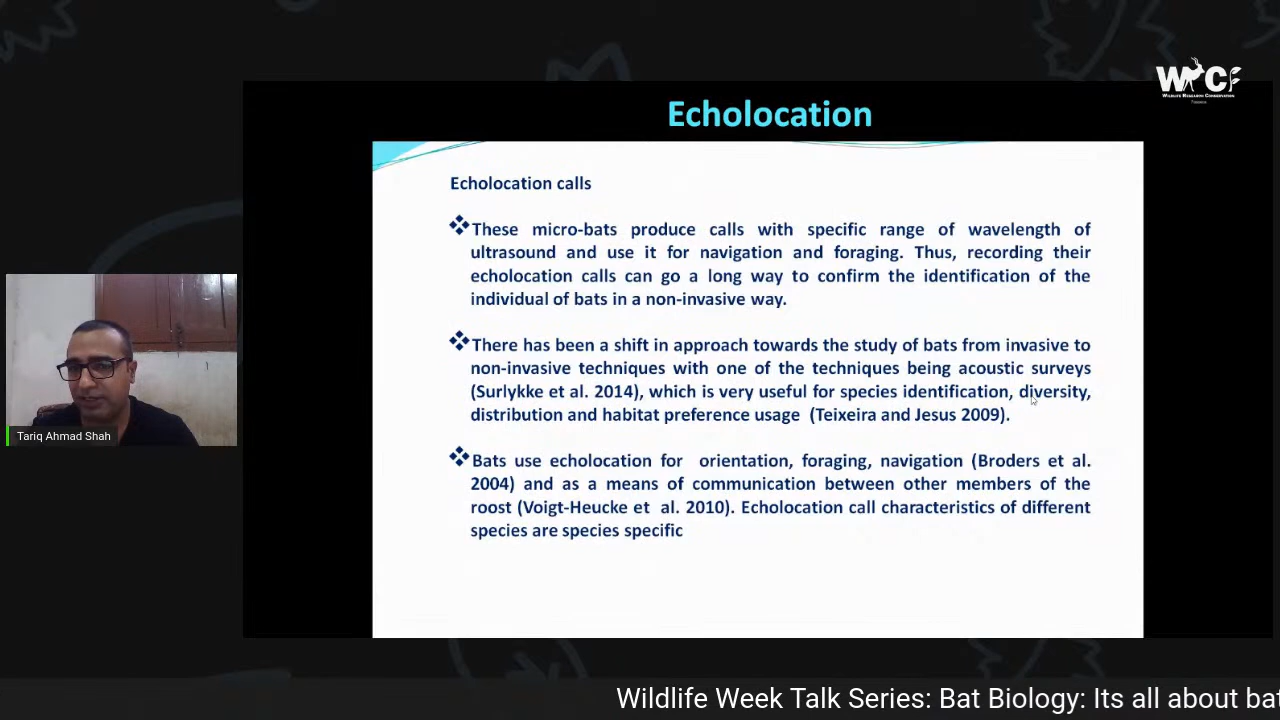 WRCF
WILDLIFE RESEARCH CONSERVATION
Echolocation
Echolocation calls
❖These micro-bats produce calls with specific range of wavelength of
ultrasound and use it for navigation and foraging. Thus, recording their
echolocation calls can go a long way to confirm the identification of the
individual of bats in a non-invasive way.
❖There has been a shift in approach towards the study of bats from invasive to
non-invasive techniques with one of the techniques being acoustic surveys
(Surlykke et al. 2014), which is very useful for species identification, diversity,
distribution and habitat preference usage (Teixeira and Jesus 2009).
❖Bats use echolocation for orientation, foraging, navigation (Broders et al.
2004) and as a means of communication between other members of the
roost (Voigt-Heucke et al. 2010). Echolocation call characteristics of different
species are species specific
Tariq Ahmad Shah
Wildlife Week Talk Series: Bat Biology: Its all about bat